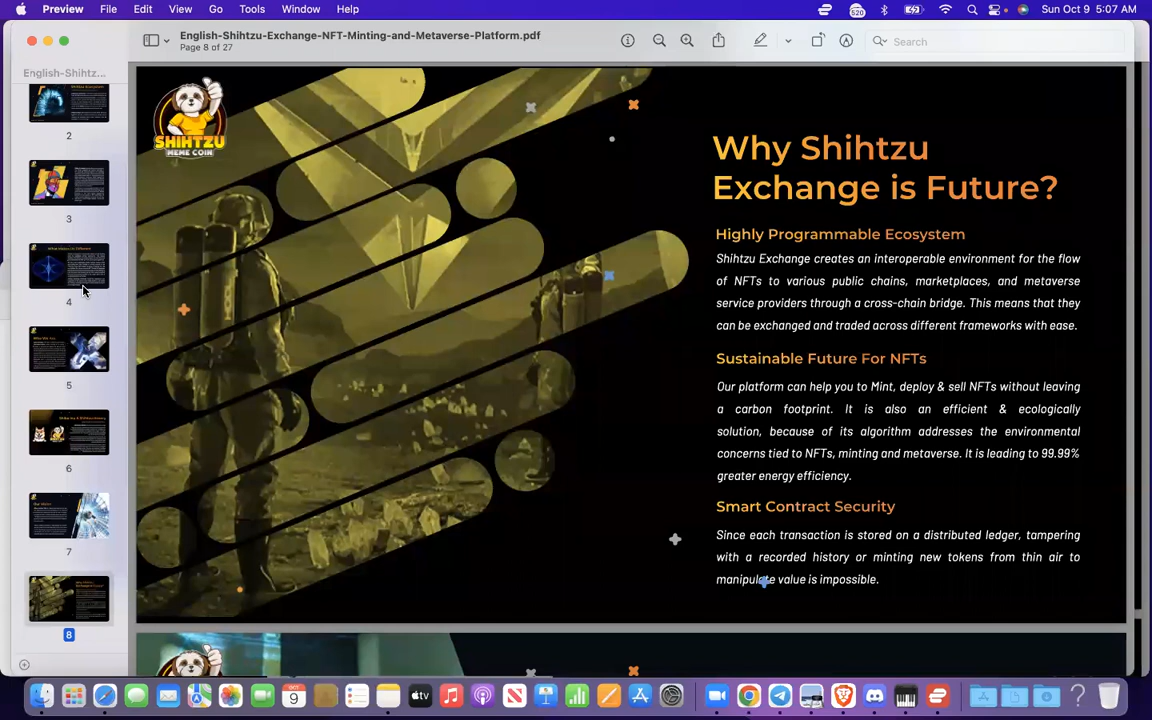 Preview File Edit View Go Tools Window Help
520
Sun Oct 9 5:07 AM
English-Shihtzu-Exchange-NFT-Minting-and-Metaverse-Platform.pdf
Page 8 of 27
Search
English-Shihtz...
2
3
4
5
6
7
8
SHIHTZU
MEME COIN
Why Shihtzu
Exchange is Future?
Highly Programmable Ecosystem
Shihtzu Exchange creates an interoperable environment for the flow
of NFTs to various public chains, marketplaces, and metaverse
service providers through a cross-chain bridge. This means that they
can be exchanged and traded across different frameworks with ease.
Sustainable Future For NFTs
Our platform can help you to Mint, deploy & sell NFTs without leaving
a carbon footprint. It is also an efficient & ecologically
solution, because of its algorithm addresses the environmental
concerns tied to NFTs, minting and metaverse. It is leading to 99.99%
greater energy efficiency.
Smart Contract Security
Since each transaction is stored on a distributed ledger, tampering
with a recorded history or minting new tokens from thin air to
manipulate value is impossible.
OCT
9
tv